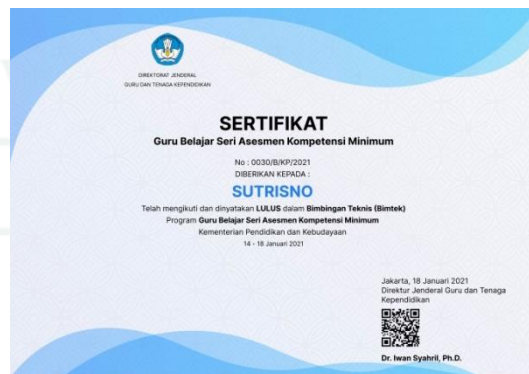 DIREKTORAT JENDERAL
GURU DAN TENAGA KEPENDIDIKAN
SERTIFIKAT
Guru Belajar Seri Asesmen Kompetensi Minimum
No : 0030/B/KP/2021
DIBERIKAN KEPADA :
SUTRISNO
Telah mengikuti dan dinyatakan LULUS dalam Bimbingan Teknis (Bimtek)
Program Guru Belajar Seri Asesmen Kompetensi Minimum
Kementerian Pendidikan dan Kebudayaan
14 - 18 Januari 2021
Jakarta, 18 Januari 2021
Direktur Jenderal Guru dan Tenaga
Kependidikan
Dr. Iwan Syahril, Ph.D.